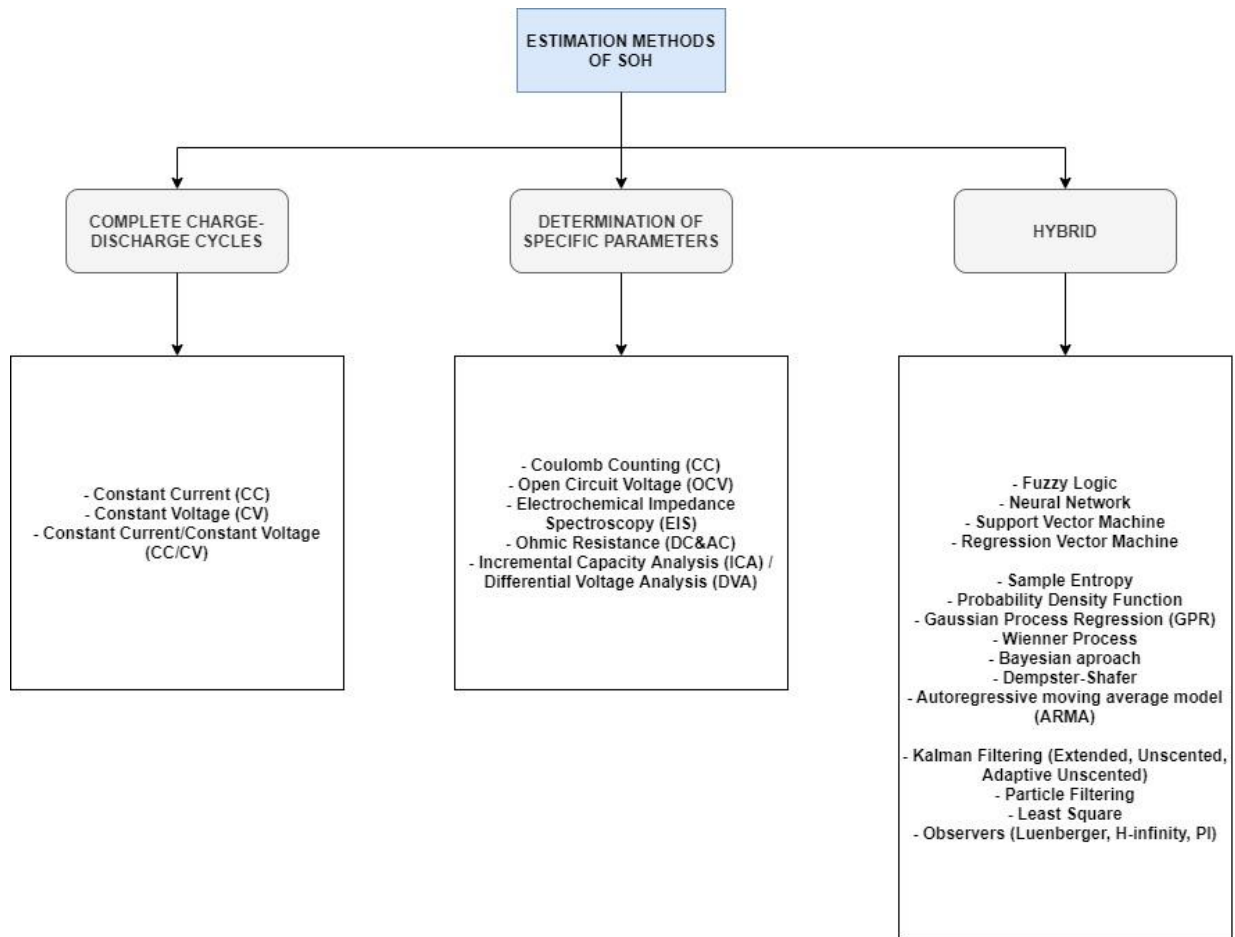 ESTIMATION METHODS
OF SOH
COMPLETE CHARGE-
DISCHARGE CYCLES
DETERMINATION OF
SPECIFIC PARAMETERS
HYBRID
- Constant Current (CC)
- Constant Voltage (CV)
- Constant Current/Constant Voltage
(CC/CV)
- Coulomb Counting (CC)
- Open Circuit Voltage (OCV)
- Electrochemical Impedance
Spectroscopy (EIS)
- Ohmic Resistance (DC&AC)
- Incremental Capacity Analysis (ICA) /
Differential Voltage Analysis (DVA)
- Fuzzy Logic
- Neural Network
- Support Vector Machine
- Regression Vector Machine
- Sample Entropy
- Probability Density Function
- Gaussian Process Regression (GPR)
- Wienner Process
- Bayesian aproach
- Dempster-Shafer
- Autoregressive moving average model
(ARMA)
- Kalman Filtering (Extended, Unscented,
Adaptive Unscented)
- Particle Filtering
- Least Square
- Observers (Luenberger, H-infinity, PI)